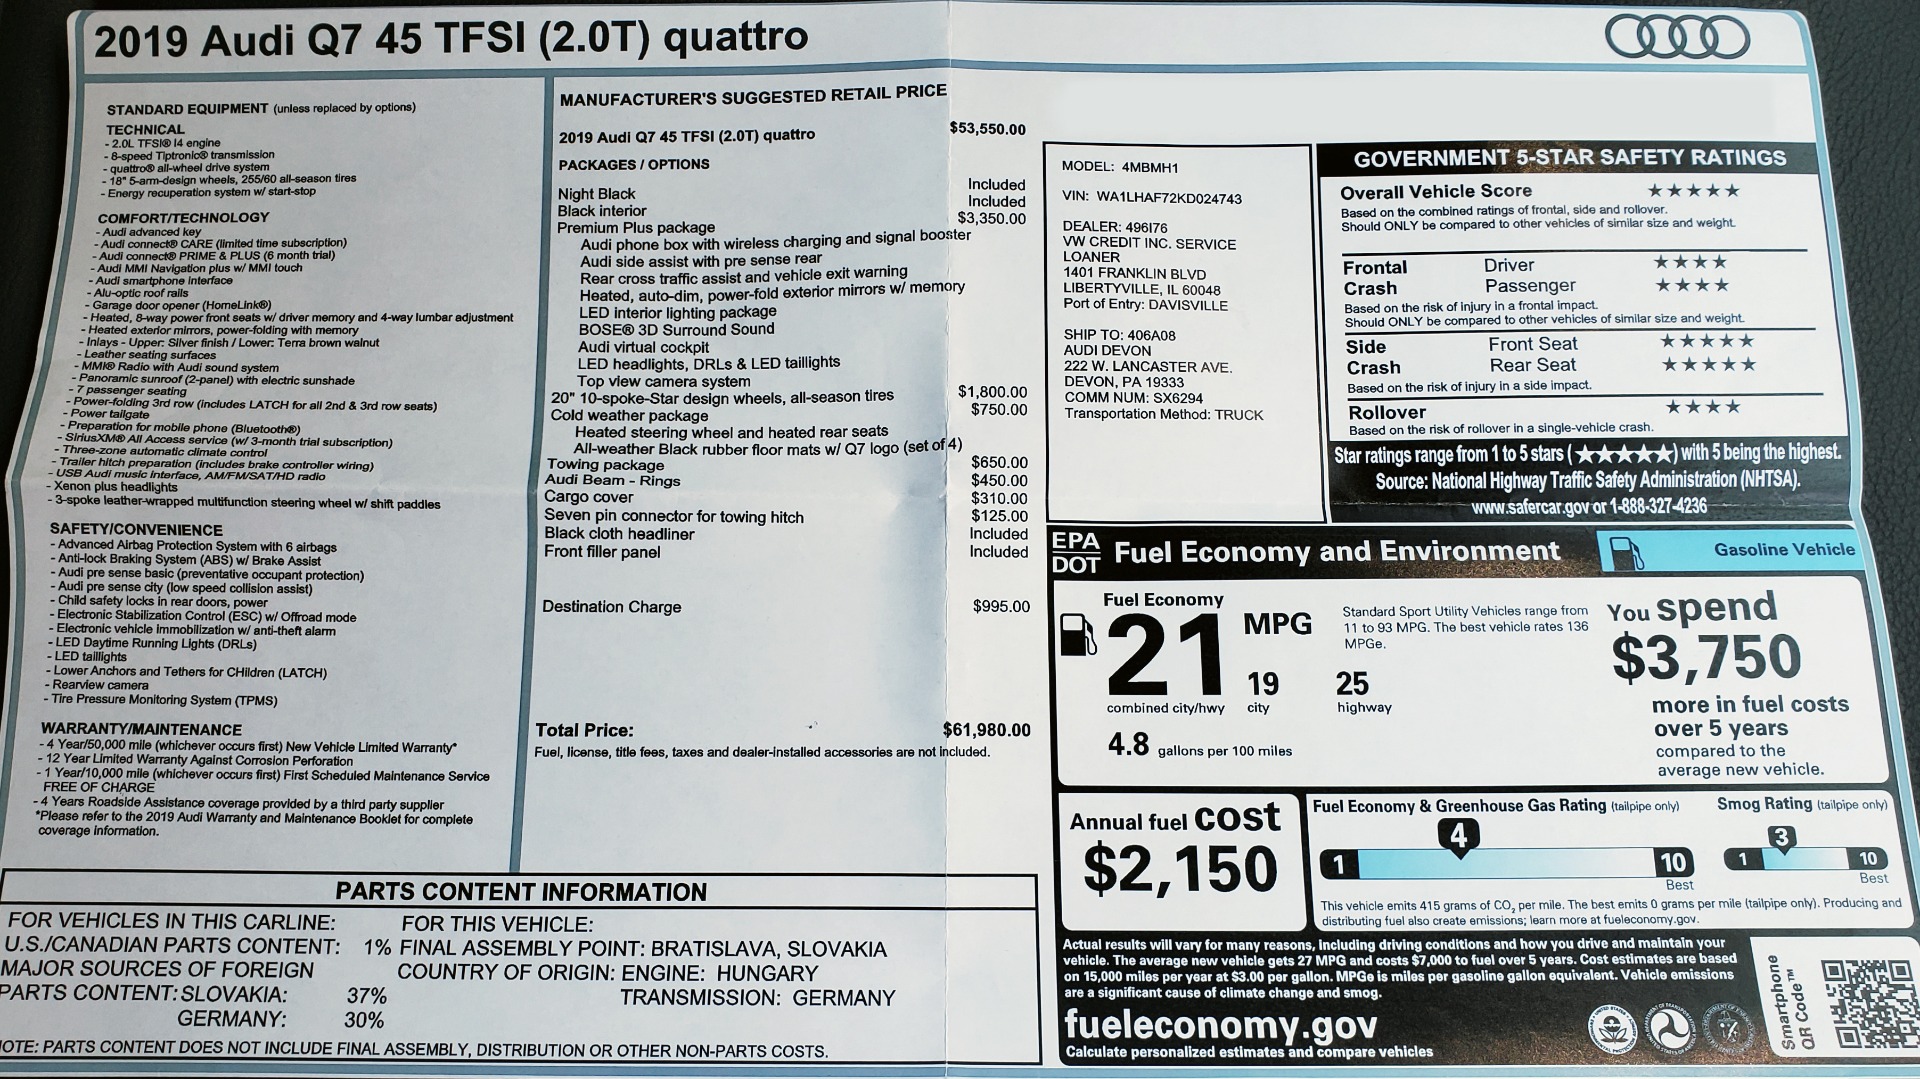 2019 Audi Q7 45 TFSI (2.0T) quattro
STANDARD EQUIPMENT (unless replaced by options)
TECHNICAL
- 2.0L TFSI® I4 engine
- 8-speed Tiptronic® transmission
- quattro® all-wheel drive system
- 18" 5-arm-design wheels, 255/60 all-season tires
- Energy recuperation system w/ start-stop
COMFORT/TECHNOLOGY
- Audi advanced key
- Audi connect® CARE (limited time subscription)
- Audi connect® PRIME & PLUS (6 month trial)
- Audi MMI Navigation plus w/ MMI touch
- Audi smartphone interface
- Alu-optic roof rails
- Garage door opener (HomeLink®)
- Heated, 8-way power front seats w/ driver memory and 4-way lumbar adjustment
- Heated exterior mirrors, power-folding with memory
- Inlays - Upper: Silver finish / Lower: Terra brown walnut
- Leather seating surfaces
- MMI® Radio with Audi sound system
- Panoramic sunroof (2-panel) with electric sunshade
- 7 passenger seating
- Power-folding 3rd row (includes LATCH for all 2nd & 3rd row seats)
- Power tailgate
- Preparation for mobile phone (Bluetooth®)
- SiriusXM® All Access service (w/ 3-month trial subscription)
- Three-zone automatic climate control
- Trailer hitch preparation (includes brake controller wiring)
- USB Audi music interface, AM/FM/SAT/HD radio
- Xenon plus headlights
- 3-spoke leather-wrapped multifunction steering wheel w/ shift paddles
SAFETY/CONVENIENCE
- Advanced Airbag Protection System with 6 airbags
- Anti-lock Braking System (ABS) w/ Brake Assist
- Audi pre sense basic (preventative occupant protection)
- Audi pre sense city (low speed collision assist)
- Child safety locks in rear doors, power
- Electronic Stabilization Control (ESC) w/ Offroad mode
- Electronic vehicle immobilization w/ anti-theft alarm
- LED Daytime Running Lights (DRLs)
- LED taillights
- Lower Anchors and Tethers for CHildren (LATCH)
- Rearview camera
- Tire Pressure Monitoring System (TPMS)
WARRANTY/MAINTENANCE
- 4 Year/50,000 mile (whichever occurs first) New Vehicle Limited Warranty*
- 12 Year Limited Warranty Against Corrosion Perforation
- 1 Year/10,000 mile (whichever occurs first) First Scheduled Maintenance Service
FREE OF CHARGE
- 4 Years Roadside Assistance coverage provided by a third party supplier
*Please refer to the 2019 Audi Warranty and Maintenance Booklet for complete
coverage information.
MANUFACTURER'S SUGGESTED RETAIL PRICE
2019 Audi Q7 45 TFSI (2.0T) quattro $53,550.00
PACKAGES / OPTIONS
Night Black Included
Black interior Included
Premium Plus package $3,350.00
Audi phone box with wireless charging and signal booster
Audi side assist with pre sense rear
Rear cross traffic assist and vehicle exit warning
Heated, auto-dim, power-fold exterior mirrors w/ memory
LED interior lighting package
BOSE® 3D Surround Sound
Audi virtual cockpit
LED headlights, DRLs & LED taillights
Top view camera system
20" 10-spoke-Star design wheels, all-season tires $1,800.00
Cold weather package $750.00
Heated steering wheel and heated rear seats
All-weather Black rubber floor mats w/ Q7 logo (set of 4)
Towing package $650.00
Audi Beam - Rings $450.00
Cargo cover $310.00
Seven pin connector for towing hitch $125.00
Black cloth headliner Included
Front filler panel Included
Destination Charge $995.00
Total Price: $61,980.00
Fuel, license, title fees, taxes and dealer-installed accessories are not included.
MODEL: 4MBMH1
VIN: WA1LHAF72KD024743
DEALER: 496I76
VW CREDIT INC. SERVICE
LOANER
1401 FRANKLIN BLVD
LIBERTYVILLE, IL 60048
Port of Entry: DAVISVILLE
SHIP TO: 406A08
AUDI DEVON
222 W. LANCASTER AVE.
DEVON, PA 19333
COMM NUM: SX6294
Transportation Method: TRUCK
GOVERNMENT 5-STAR SAFETY RATINGS
Overall Vehicle Score ★★★★★
Based on the combined ratings of frontal, side and rollover.
Should ONLY be compared to other vehicles of similar size and weight.
Frontal Driver ★★★★
Crash Passenger ★★★★
Based on the risk of injury in a frontal impact.
Should ONLY be compared to other vehicles of similar size and weight.
Side Front Seat ★★★★★
Crash Rear Seat ★★★★★
Based on the risk of injury in a side impact.
Rollover ★★★★
Based on the risk of rollover in a single-vehicle crash.
Star ratings range from 1 to 5 stars (★★★★★) with 5 being the highest.
Source: National Highway Traffic Safety Administration (NHTSA).
www.safercar.gov or 1-888-327-4236
EPA
DOT Fuel Economy and Environment
Gasoline Vehicle
Fuel Economy
21 MPG
combined city/hwy
19
city
25
highway
4.8 gallons per 100 miles
Standard Sport Utility Vehicles range from
11 to 93 MPG. The best vehicle rates 136
MPGe.
You spend
$3,750
more in fuel costs
over 5 years
compared to the
average new vehicle.
Annual fuel cost
$2,150
Fuel Economy & Greenhouse Gas Rating (tailpipe only)
4
1 10
Best
Smog Rating (tailpipe only)
3
1 10
Best
This vehicle emits 415 grams of CO₂ per mile. The best emits 0 grams per mile (tailpipe only). Producing and
distributing fuel also create emissions; learn more at fueleconomy.gov.
Actual results will vary for many reasons, including driving conditions and how you drive and maintain your
vehicle. The average new vehicle gets 27 MPG and costs $7,000 to fuel over 5 years. Cost estimates are based
on 15,000 miles per year at $3.00 per gallon. MPGe is miles per gasoline gallon equivalent. Vehicle emissions
are a significant cause of climate change and smog.
fueleconomy.gov
Calculate personalized estimates and compare vehicles
Smartphone
QR Code™
PARTS CONTENT INFORMATION
FOR VEHICLES IN THIS CARLINE:
U.S./CANADIAN PARTS CONTENT: 1%
MAJOR SOURCES OF FOREIGN
PARTS CONTENT: SLOVAKIA: 37%
GERMANY: 30%
FOR THIS VEHICLE:
FINAL ASSEMBLY POINT: BRATISLAVA, SLOVAKIA
COUNTRY OF ORIGIN: ENGINE: HUNGARY
TRANSMISSION: GERMANY
OTE: PARTS CONTENT DOES NOT INCLUDE FINAL ASSEMBLY, DISTRIBUTION OR OTHER NON-PARTS COSTS.